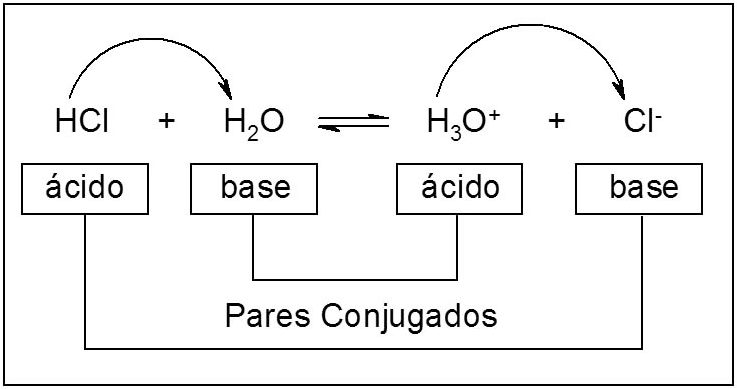 HCl + H₂O ⇌ H₃O⁺ + Cl⁻
ácido base ácido base
Pares Conjugados